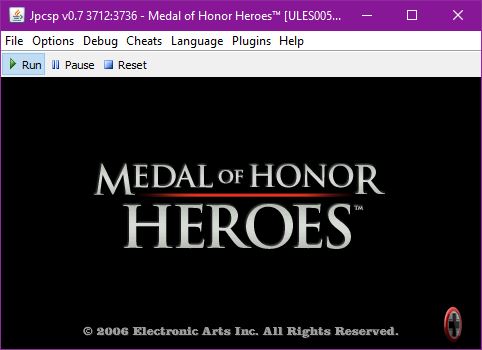 Jpcsp v0.7 3712:3736 - Medal of Honor Heroes™ [ULES005...
File Options Debug Cheats Language Plugins Help
Run Pause Reset
MEDAL OF HONOR
HEROES™
© 2006 Electronic Arts Inc. All Rights Reserved.